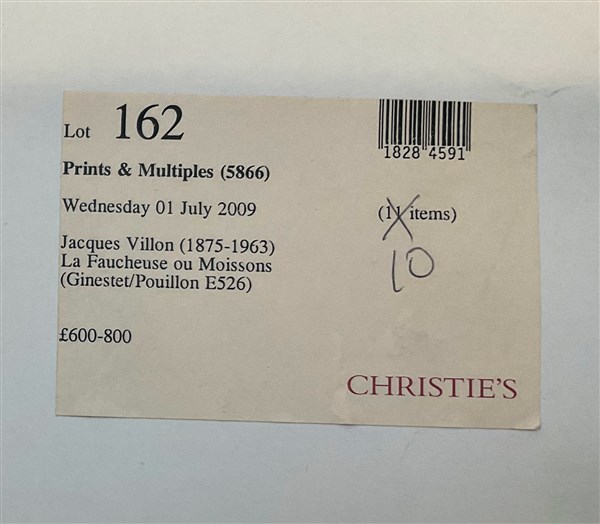 Lot 162
1828 4591
Prints & Multiples (5866)
Wednesday 01 July 2009
(11 items)
10
Jacques Villon (1875-1963)
La Faucheuse ou Moissons
(Ginestet/Pouillon E526)
£600-800
CHRISTIE'S